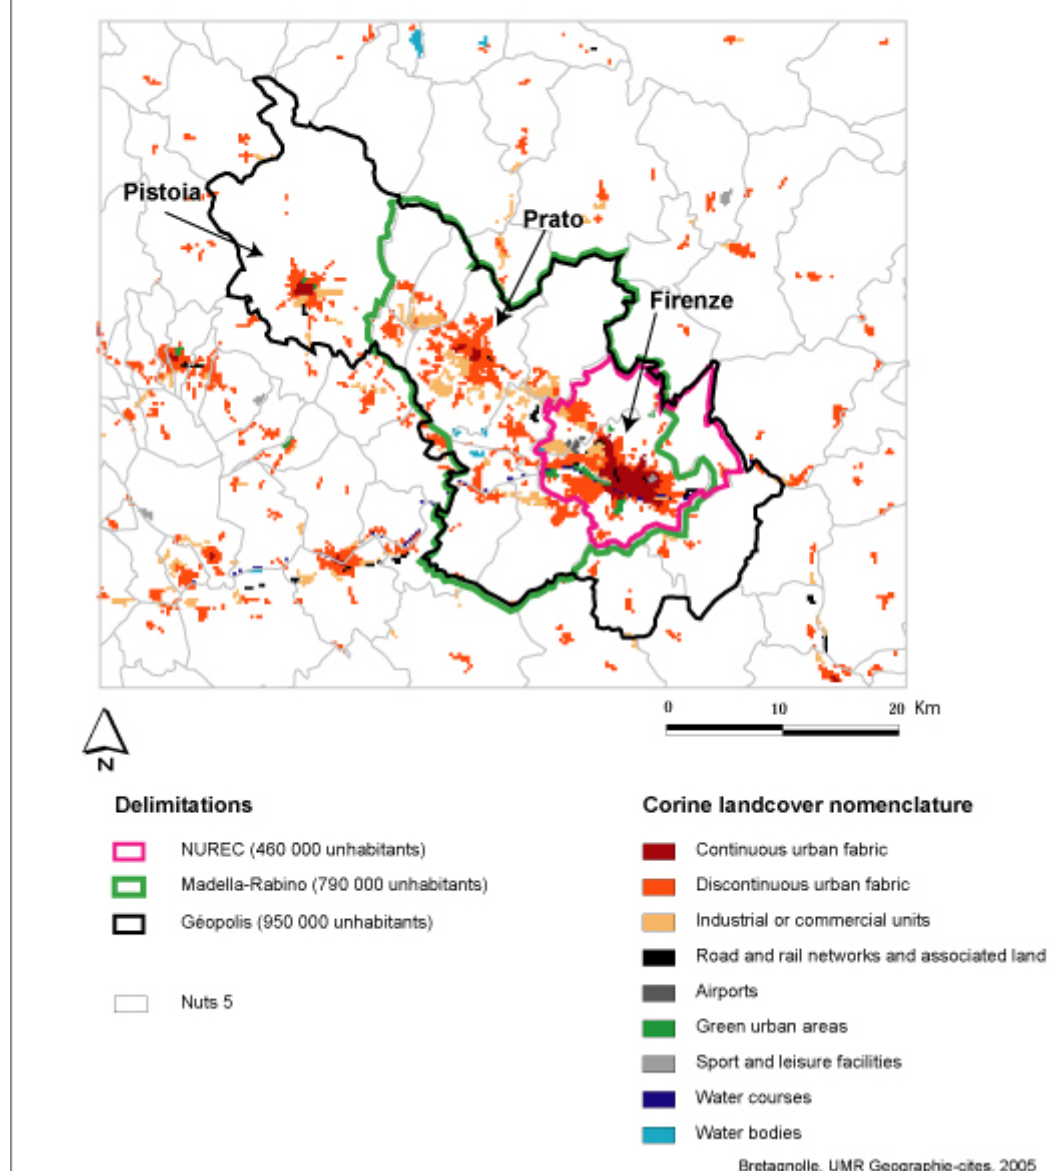 Pistoia
Prato
Firenze
0 10 20 Km
N
Delimitations
NUREC (460 000 unhabitants)
Madella-Rabino (790 000 unhabitants)
Géopolis (950 000 unhabitants)
Nuts 5
Corine landcover nomenclature
Continuous urban fabric
Discontinuous urban fabric
Industrial or commercial units
Road and rail networks and associated land
Airports
Green urban areas
Sport and leisure facilities
Water courses
Water bodies
Bretagnolle, UMR Geographie-cites, 2005